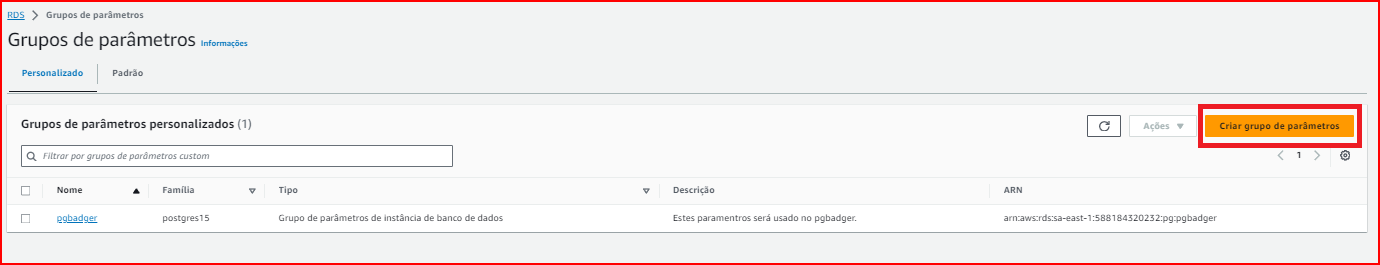 RDS > Grupos de parâmetros
Grupos de parâmetros Informações
Personalizado Padrão
Grupos de parâmetros personalizados (1)
Ações Criar grupo de parâmetros
Filtrar por grupos de parâmetros custom
1
Nome Família Tipo Descrição ARN
pgbadger postgres15 Grupo de parâmetros de instância de banco de dados Estes paramentros será usado no pgbadger. arn:aws:rds:sa-east-1:588184320232:pg:pgbadger